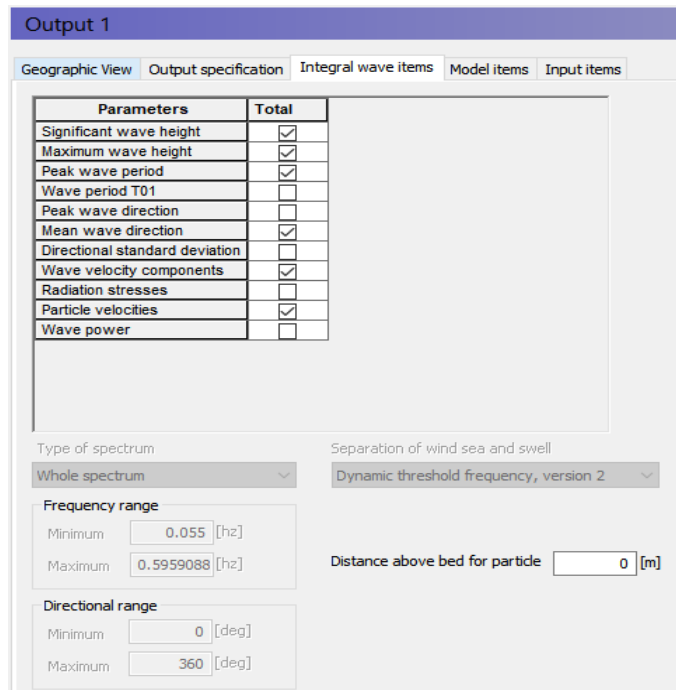 Output 1
Geographic View Output specification Integral wave items Model items Input items
Parameters Total
Significant wave height
Maximum wave height
Peak wave period
Wave period T01
Peak wave direction
Mean wave direction
Directional standard deviation
Wave velocity components
Radiation stresses
Particle velocities
Wave power
Type of spectrum Separation of wind sea and swell
Whole spectrum Dynamic threshold frequency, version 2
Frequency range
Minimum 0.055 [hz]
Maximum 0.5959088 [hz]
Distance above bed for particle 0 [m]
Directional range
Minimum 0 [deg]
Maximum 360 [deg]